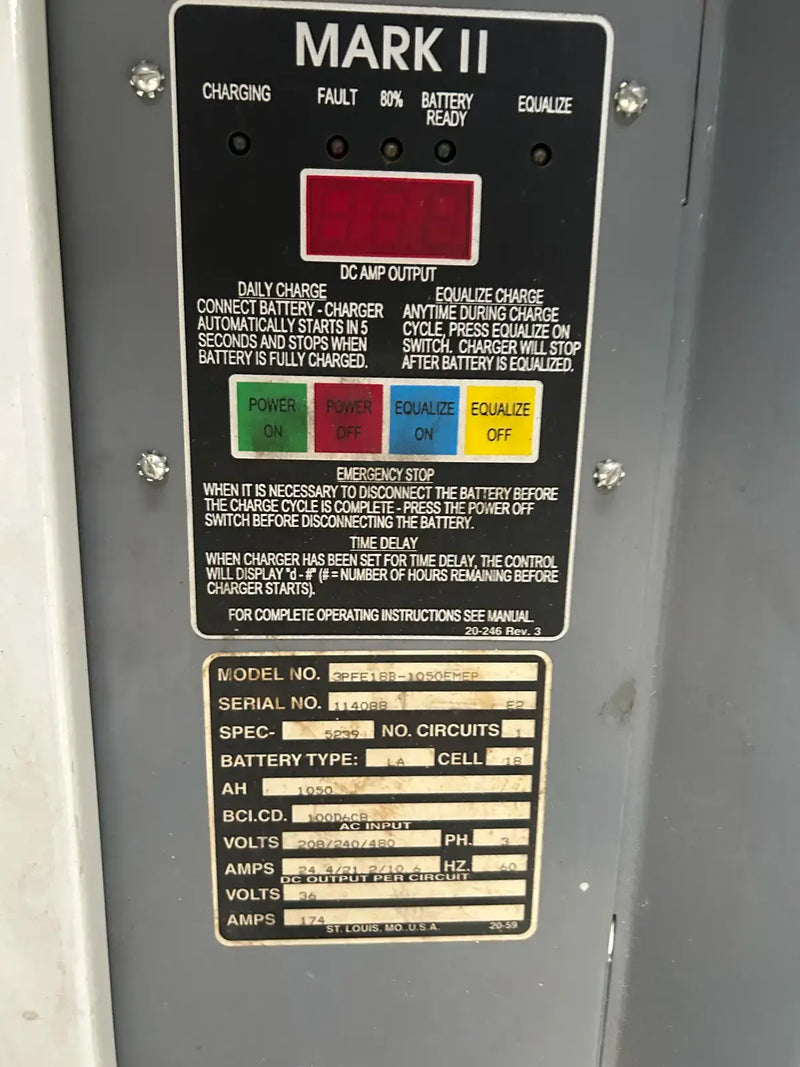 MARK II
CHARGING FAULT 80% BATTERY READY EQUALIZE
DC AMP OUTPUT
DAILY CHARGE
CONNECT BATTERY - CHARGER
AUTOMATICALLY STARTS IN 5
SECONDS AND STOPS WHEN
BATTERY IS FULLY CHARGED.
EQUALIZE CHARGE
ANYTIME DURING CHARGE
CYCLE, PRESS EQUALIZE ON
SWITCH. CHARGER WILL STOP
AFTER BATTERY IS EQUALIZED.
POWER ON
POWER OFF
EQUALIZE ON
EQUALIZE OFF
EMERGENCY STOP
WHEN IT IS NECESSARY TO DISCONNECT THE BATTERY BEFORE
THE CHARGE CYCLE IS COMPLETE - PRESS THE POWER OFF
SWITCH BEFORE DISCONNECTING THE BATTERY.
TIME DELAY
WHEN CHARGER HAS BEEN SET FOR TIME DELAY, THE CONTROL
WILL DISPLAY "d - #" (# = NUMBER OF HOURS REMAINING BEFORE
CHARGER STARTS).
FOR COMPLETE OPERATING INSTRUCTIONS SEE MANUAL.
20-246 Rev. 3
MODEL NO. 3PFE18B-1050EMEP
SERIAL NO. 114088 E2
SPEC- 5239 NO. CIRCUITS 1
BATTERY TYPE: LA CELL 18
AH 1050
BCI.CD. 100D6CB
AC INPUT
VOLTS 208/240/480 PH. 3
AMPS 24.4/21.2/10.6 HZ. 60
DC OUTPUT PER CIRCUIT
VOLTS 36
AMPS 174
ST. LOUIS, MO. U.S.A. 20-59